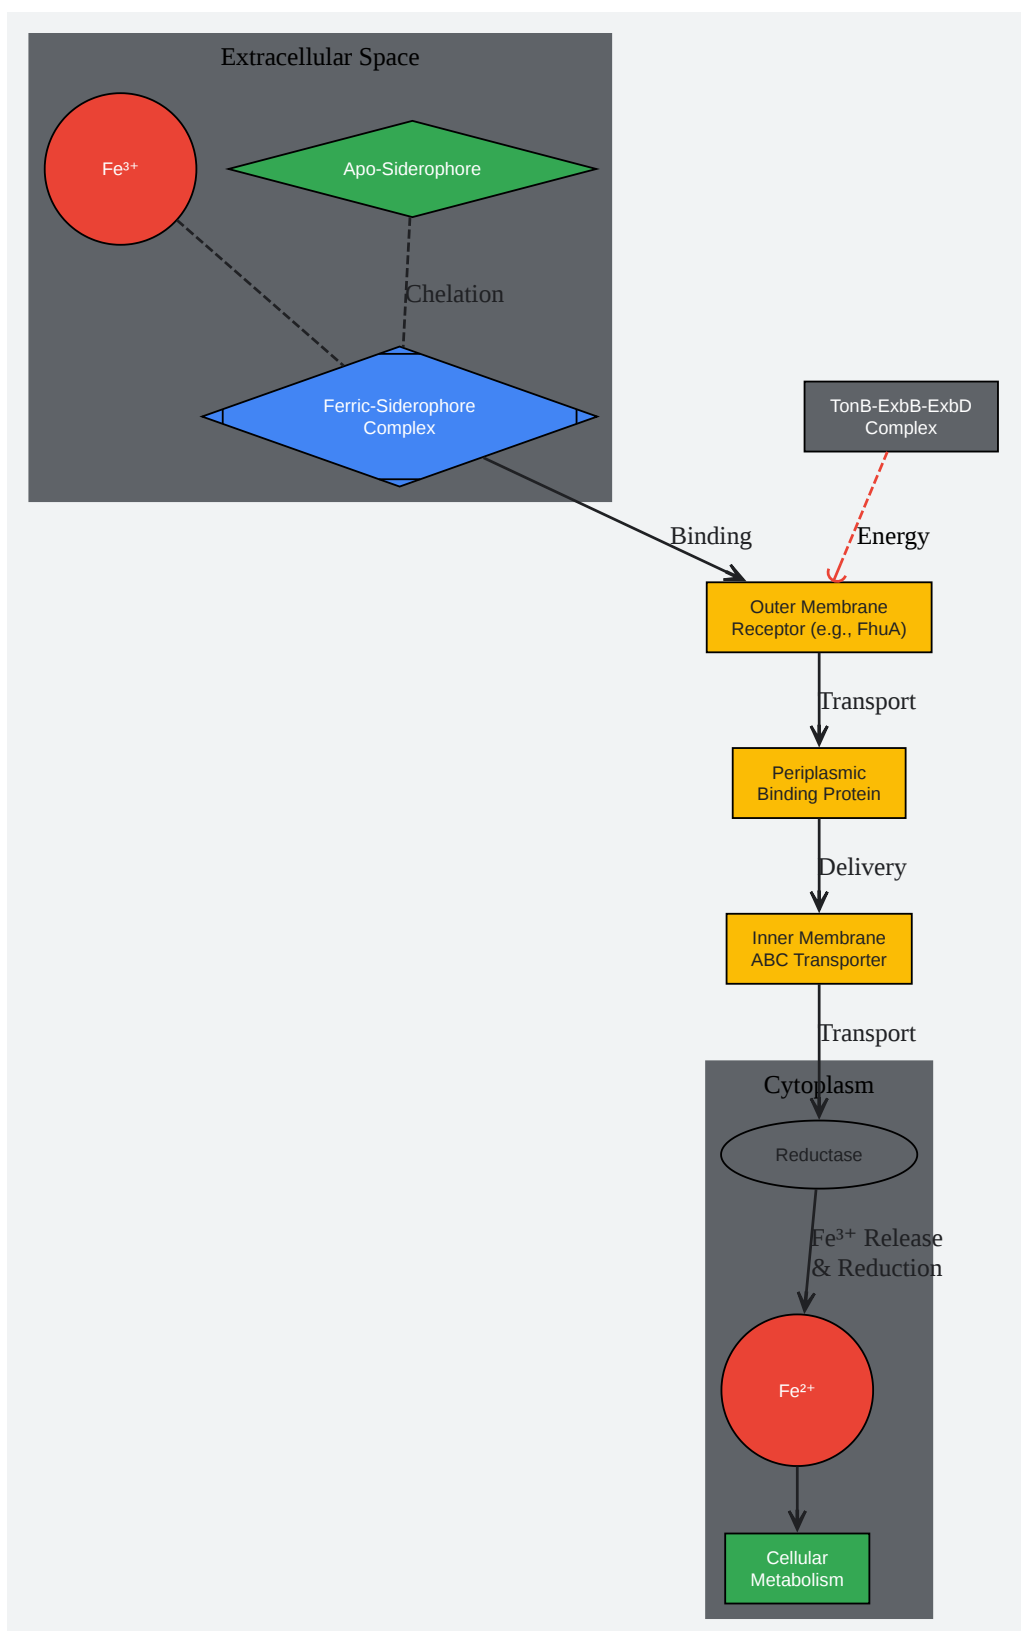 Extracellular Space
Fe³⁺
Apo-Siderophore
Chelation
Ferric-Siderophore
Complex
TonB-ExbB-ExbD
Complex
Binding
Energy
Outer Membrane
Receptor (e.g., FhuA)
Transport
Periplasmic
Binding Protein
Delivery
Inner Membrane
ABC Transporter
Transport
Cytoplasm
Reductase
Fe³⁺ Release
& Reduction
Fe²⁺
Cellular
Metabolism